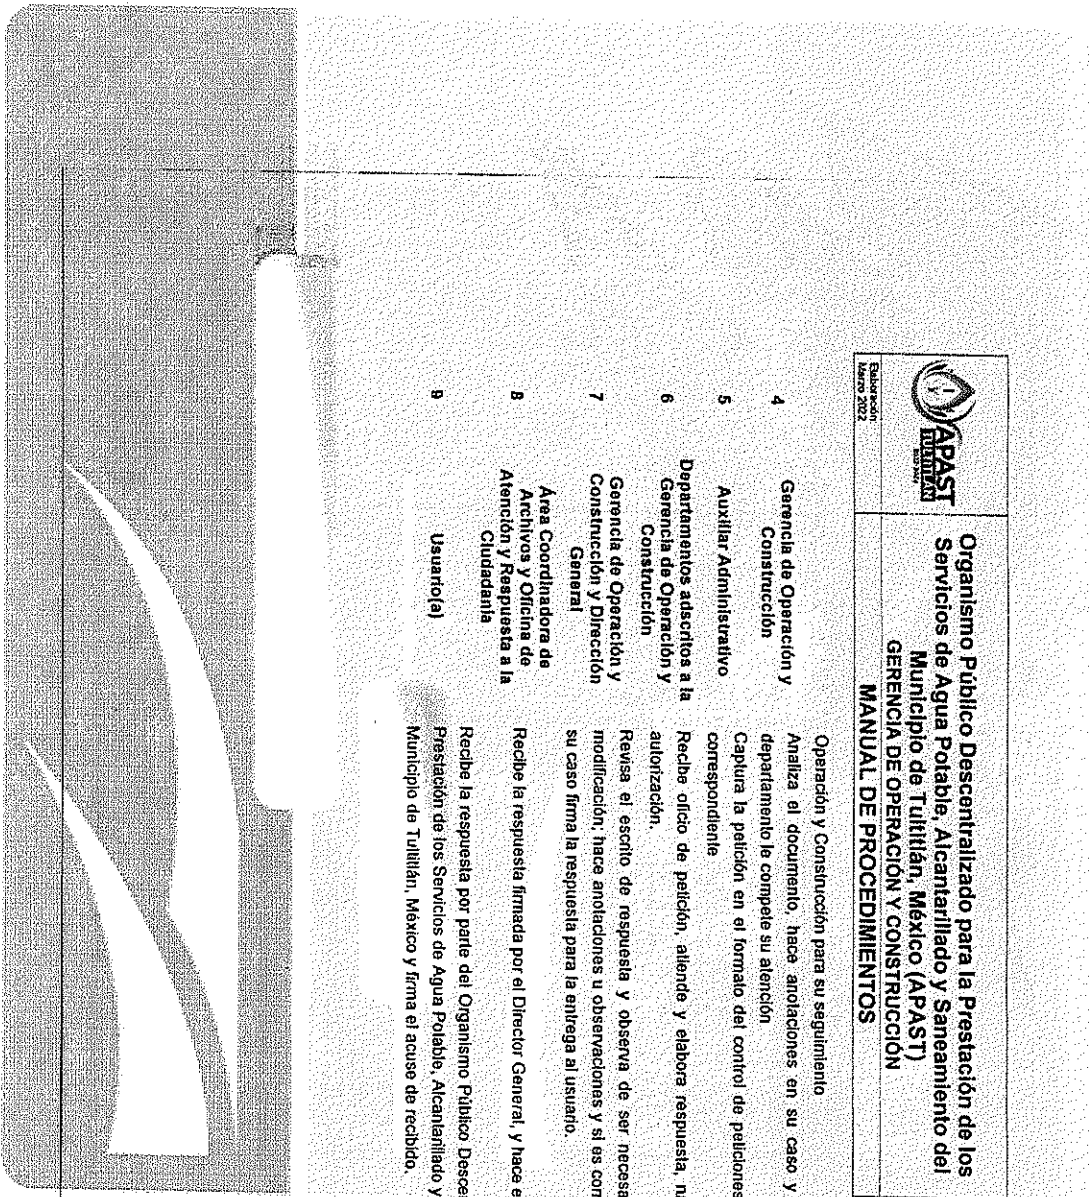 APAST
TULTITLÁN
Elaboración
Marzo 2022
Organismo Público Descentralizado para la Prestación de los
Servicios de Agua Potable, Alcantarillado y Saneamiento del
Municipio de Tultitlán, México (APAST)
GERENCIA DE OPERACIÓN Y CONSTRUCCIÓN
MANUAL DE PROCEDIMIENTOS
Operación y Construcción para su seguimiento
4
Gerencia de Operación y
Construcción
Analiza el documento, hace anotaciones en su caso y
departamento le compete su atención
5
Auxiliar Administrativo
Captura la petición en el formato del control de peticiones
correspondiente
6
Departamentos adscritos a la
Gerencia de Operación y
Construcción
Recibe oficio de petición, atiende y elabora respuesta,
autorización.
7
Gerencia de Operación y
Construcción y Dirección
General
Revisa el escrito de respuesta y observa de ser
modificación; hace anotaciones u observaciones y si es
su caso firma la respuesta para la entrega al usuario.
8
Área Coordinadora de
Archivos y Oficina de
Atención y Respuesta a la
Ciudadanía
Recibe la respuesta firmada por el Director General, y hace
9
Usuario(a)
Recibe la respuesta por parte del Organismo Público
Prestación de los Servicios de Agua Potable, Alcantarillado y
Municipio de Tultitlán, México y firma el acuse de recibido.